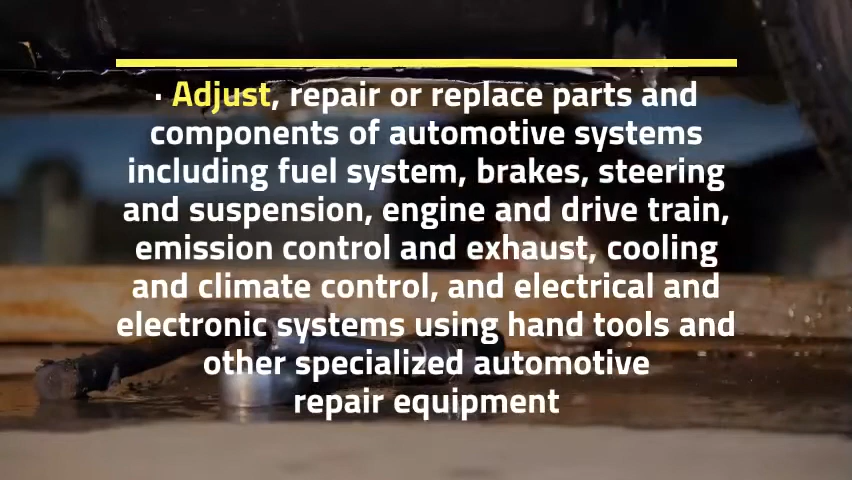 · Adjust, repair or replace parts and
components of automotive systems
including fuel system, brakes, steering
and suspension, engine and drive train,
emission control and exhaust, cooling
and climate control, and electrical and
electronic systems using hand tools and
other specialized automotive
repair equipment